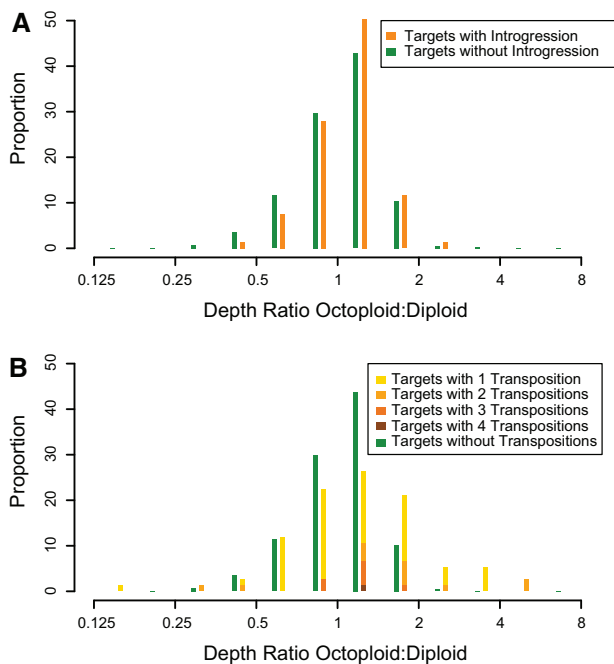 A
Proportion
50
40
30
20
10
0
Targets with Introgression
Targets without Introgression
0.125 0.25 0.5 1 2 4 8
Depth Ratio Octoploid:Diploid
B
Proportion
50
40
30
20
10
0
Targets with 1 Transposition
Targets with 2 Transpositions
Targets with 3 Transpositions
Targets with 4 Transpositions
Targets without Transpositions
0.125 0.25 0.5 1 2 4 8
Depth Ratio Octoploid:Diploid